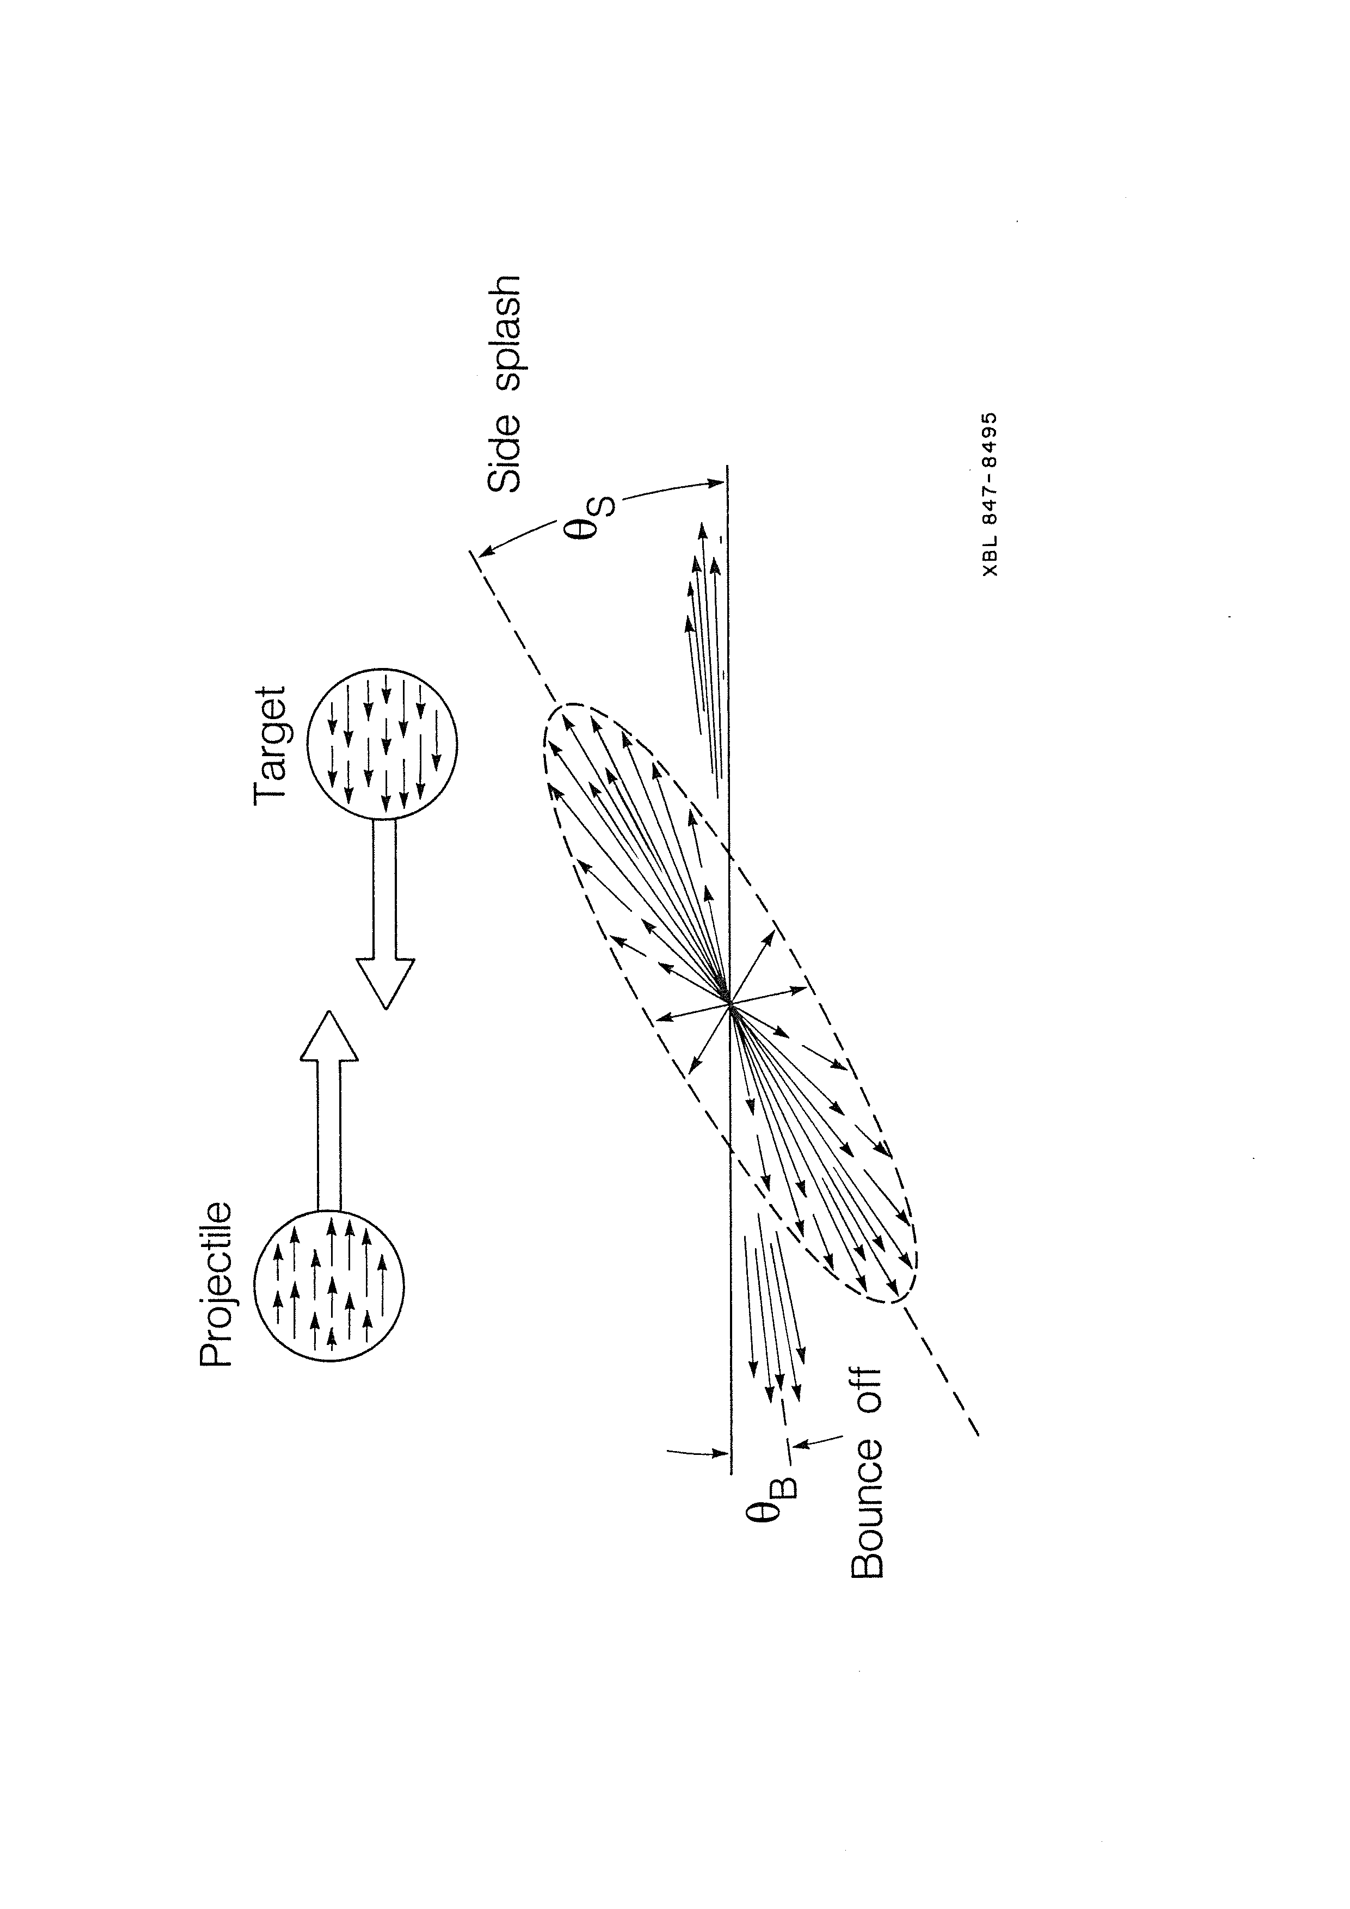 Projectile
Target
Side splash
θS
θB
Bounce off
XBL 847-8495